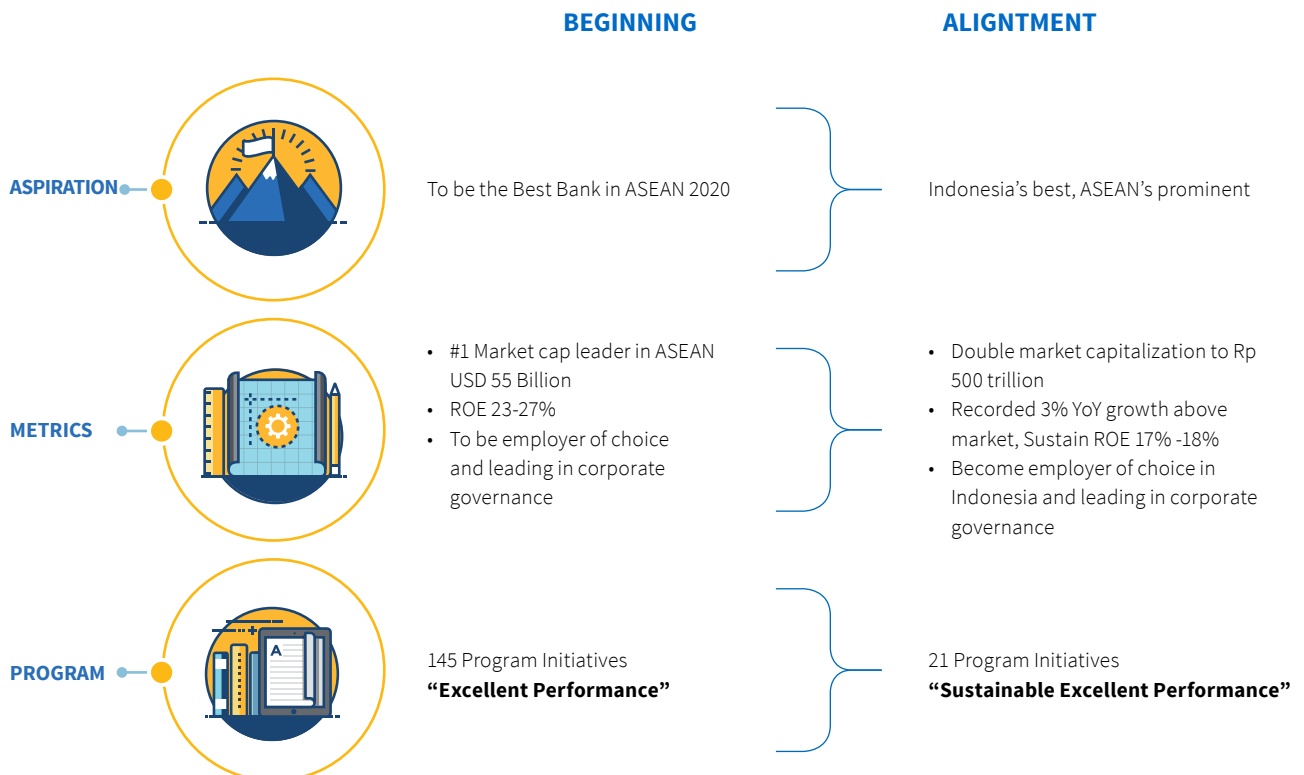 BEGINNING
ALIGNTMENT
ASPIRATION
To be the Best Bank in ASEAN 2020
Indonesia’s best, ASEAN’s prominent
METRICS
• #1 Market cap leader in ASEAN
USD 55 Billion
• ROE 23-27%
• To be employer of choice
and leading in corporate
governance
• Double market capitalization to Rp
500 trillion
• Recorded 3% YoY growth above
market, Sustain ROE 17% -18%
• Become employer of choice in
Indonesia and leading in corporate
governance
PROGRAM
A
145 Program Initiatives
“Excellent Performance”
21 Program Initiatives
“Sustainable Excellent Performance”